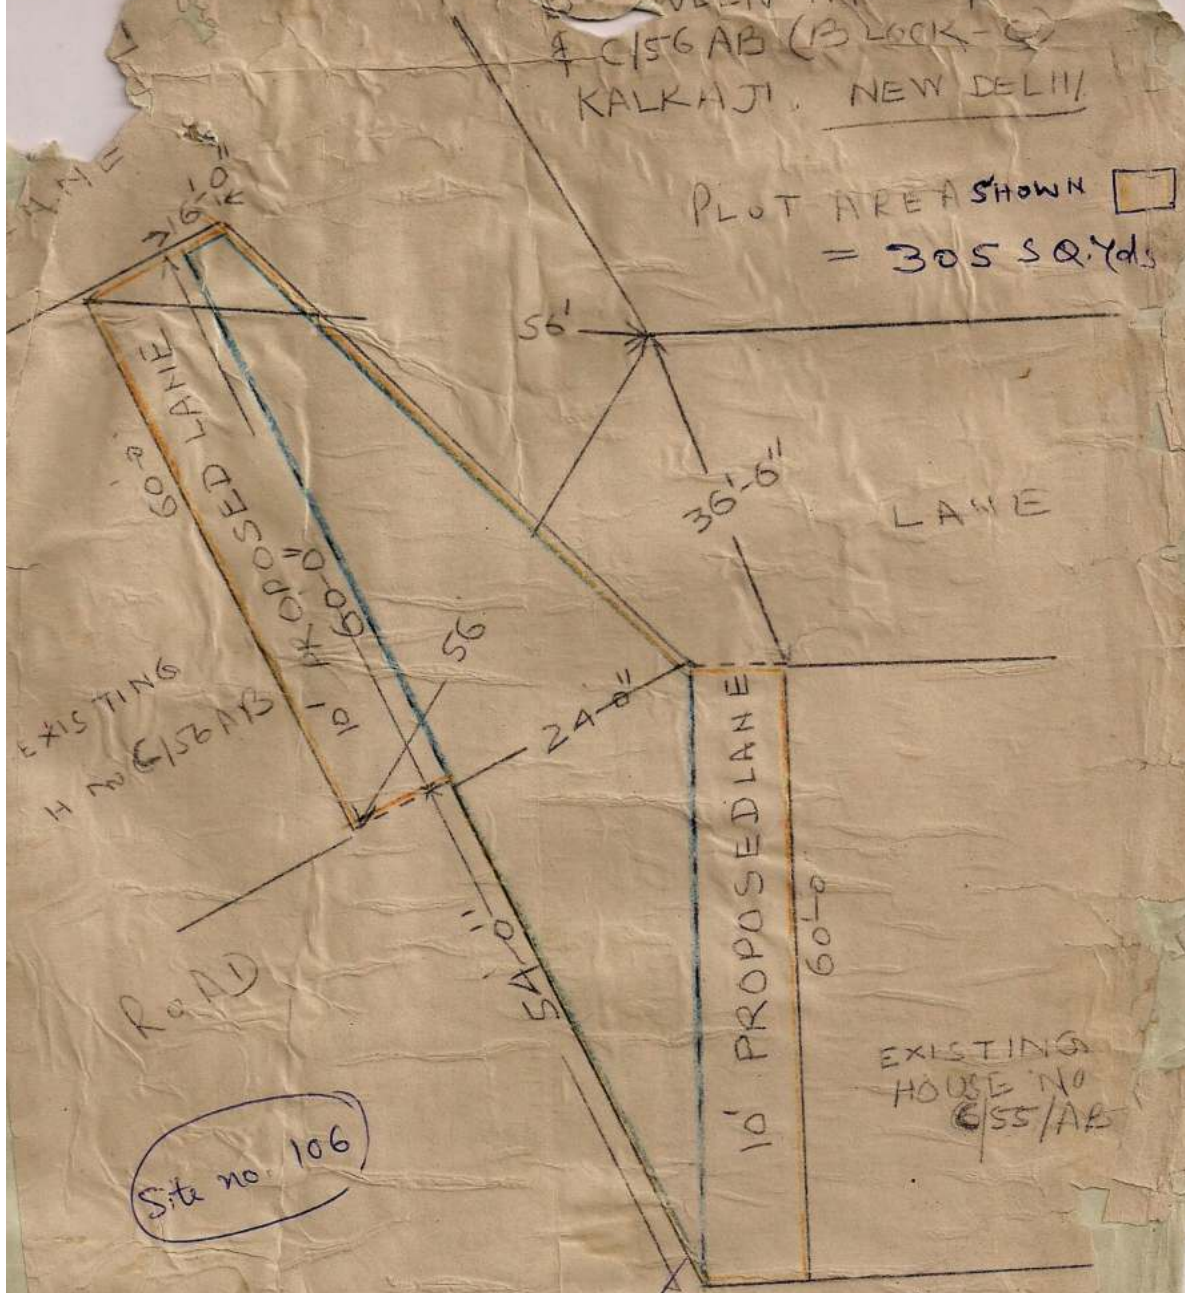 & C/56 AB (BLOCK-C)
KALKAJI. NEW DELHI
PLOT AREA SHOWN
= 305 SQ.Yds
16'-0"
56'
36'-6"
LANE
10' PROPOSED LANE
60'-0
60'-0"
56
24'-0"
EXISTING
H no C/56 AB
ROAD
54'-0"
10' PROPOSED LANE
60'-0
EXISTING
HOUSE NO
C/55/AB
Site no. 106